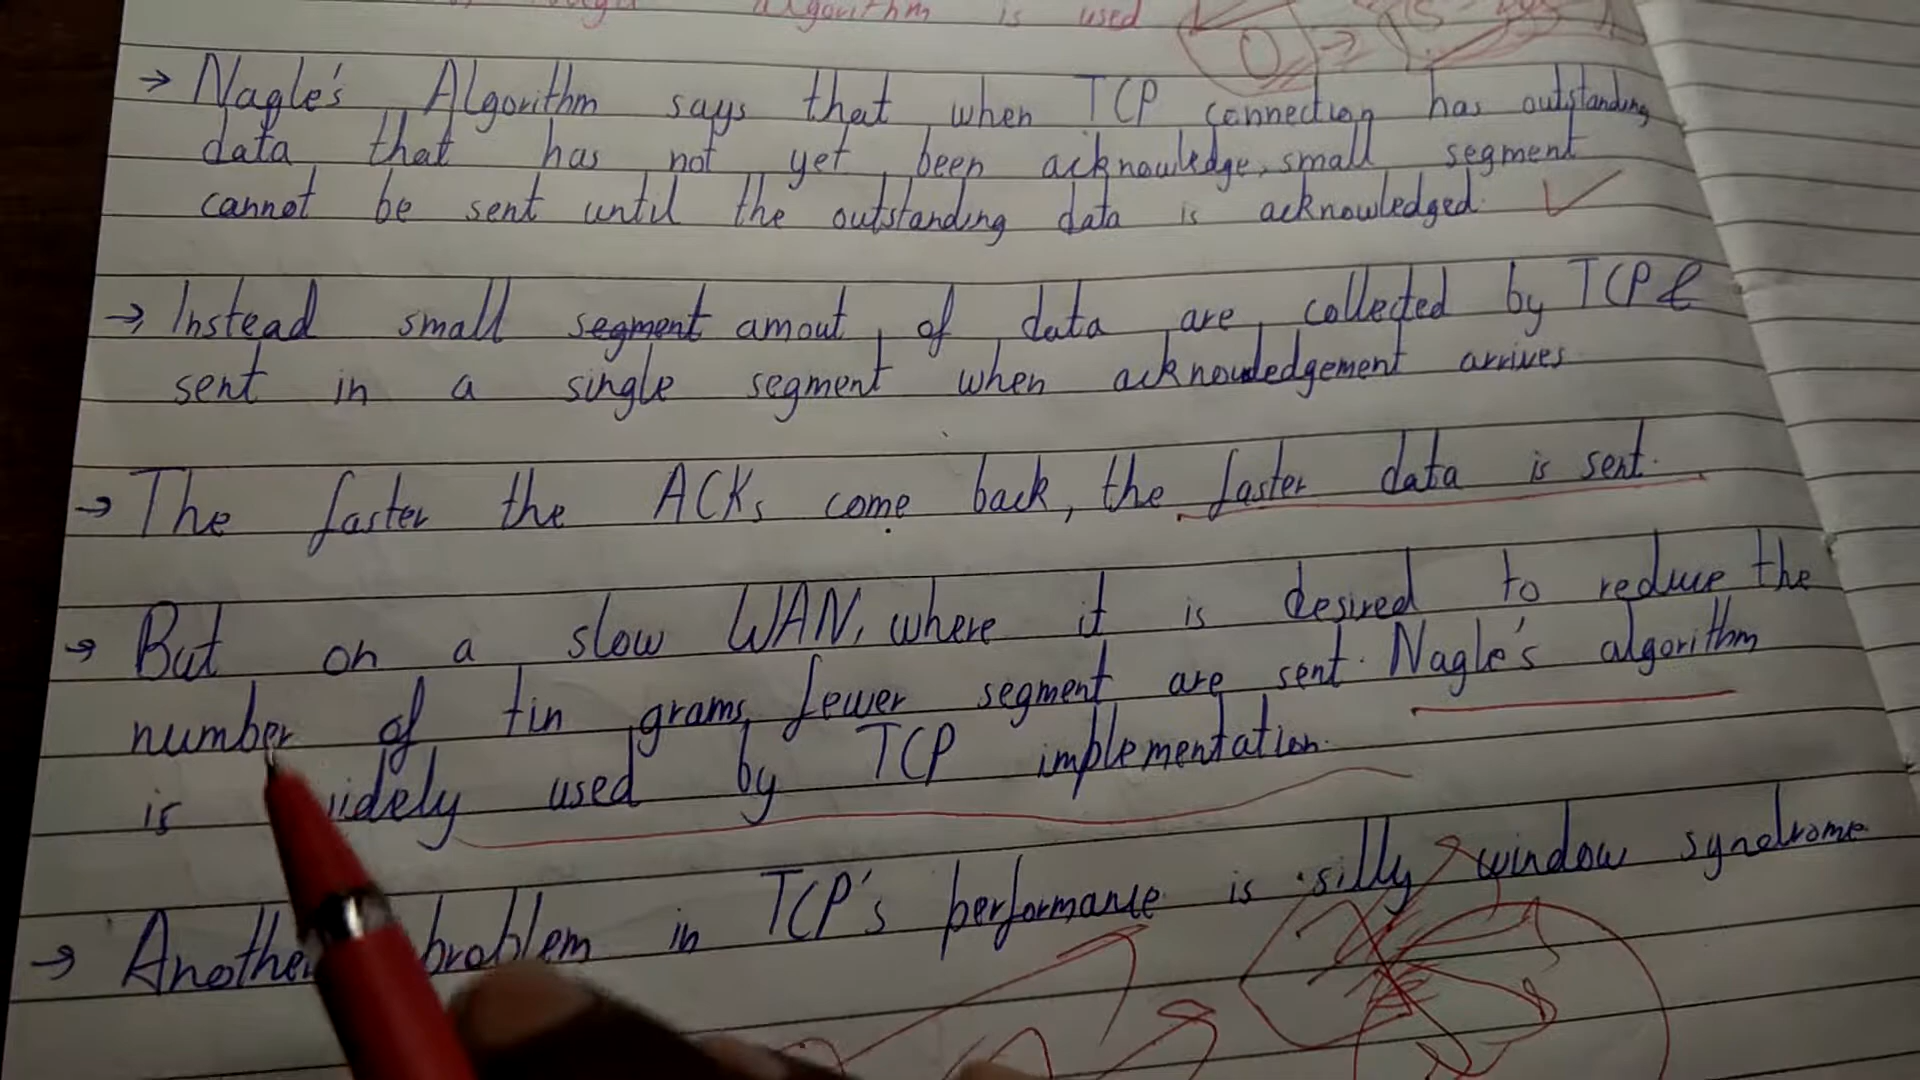 Algorithm is used
→ Nagle's Algorithm says that when TCP connection has outstanding
data that has not yet been acknowledge, small segment
cannot be sent until the outstanding data is acknowledged.
→ Instead small segment amout of data are collected by TCP &
sent in a single segment when acknowledgement arrives
→ The faster the ACKs come back, the faster data is sent.
→ But on a slow WAN, where it is desired to reduce the
number of tin grams, fewer segment are sent. Nagle's algorithm
is widely used by TCP implementation.
→ Another problem in TCP's performance is silly window syndrome